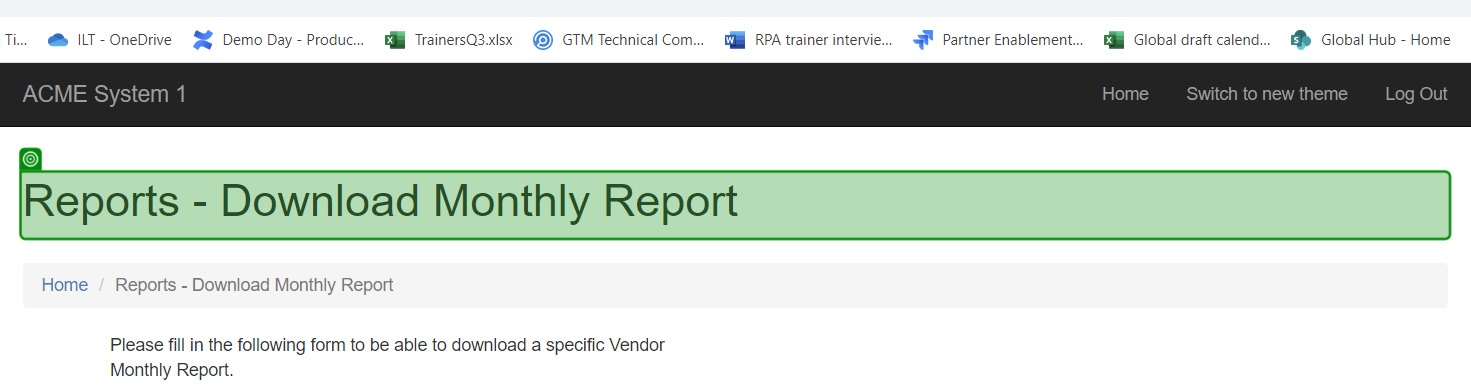 Ti... ILT - OneDrive Demo Day - Produc... TrainersQ3.xlsx GTM Technical Com... RPA trainer intervie... Partner Enablement... Global draft calend... Global Hub - Home
ACME System 1 Home Switch to new theme Log Out
Reports - Download Monthly Report
Home / Reports - Download Monthly Report
Please fill in the following form to be able to download a specific Vendor
Monthly Report.